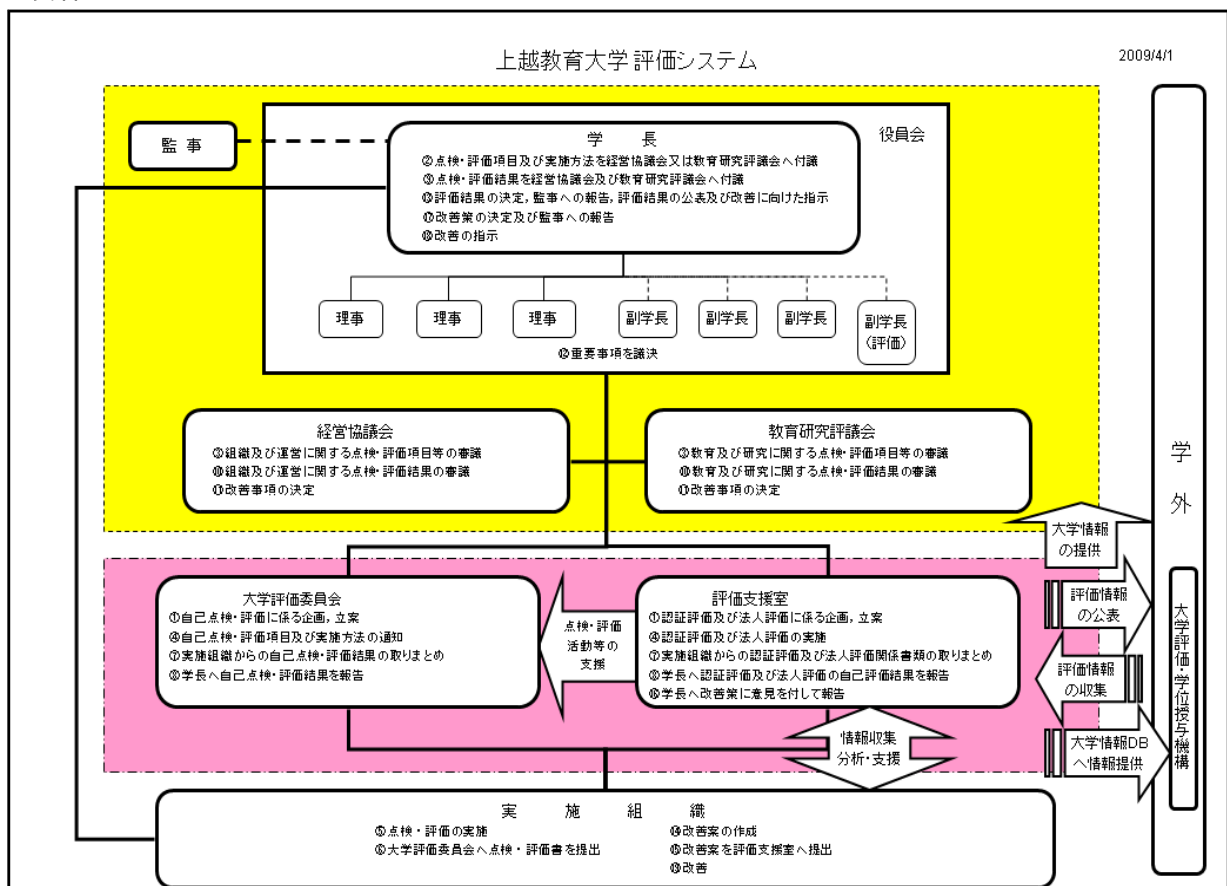 上越教育大学 評価システム
2009/4/1
役員会
監 事
学 長
②点検・評価項目及び実施方法を経営協議会又は教育研究評議会へ付議
⑨点検・評価結果を経営協議会及び教育研究評議会へ付議
⑬評価結果の決定，監事への報告，評価結果の公表及び改善に向けた指示
⑰改善策の決定及び監事への報告
⑱改善の指示
理事
理事
理事
副学長
副学長
副学長
副学長
（評価）
⑫重要事項を議決
経営協議会
③組織及び運営に関する点検・評価項目等の審議
⑩組織及び運営に関する点検・評価結果の審議
⑪改善事項の決定
教育研究評議会
③教育及び研究に関する点検・評価項目等の審議
⑩教育及び研究に関する点検・評価結果の審議
⑪改善事項の決定
大学評価委員会
①自己点検・評価に係る企画，立案
④自己点検・評価項目及び実施方法の通知
⑦実施組織からの自己点検・評価結果の取りまとめ
⑧学長へ自己点検・評価結果を報告
点検・評価
活動等の
支援
評価支援室
①認証評価及び法人評価に係る企画，立案
④認証評価及び法人評価の実施
⑦実施組織からの認証評価及び法人評価関係書類の取りまとめ
⑧学長へ認証評価及び法人評価の自己評価結果を報告
⑯学長へ改善策に意見を付して報告
情報収集
分析・支援
実 施 組 織
⑤点検・評価の実施
⑥大学評価委員会へ点検・評価書を提出
⑭改善案の作成
⑮改善案を評価支援室へ提出
⑲改善
大学情報
の提供
評価情報
の公表
評価情報
の収集
大学情報DB
へ情報提供
学 外
大学評価・学位授与機構